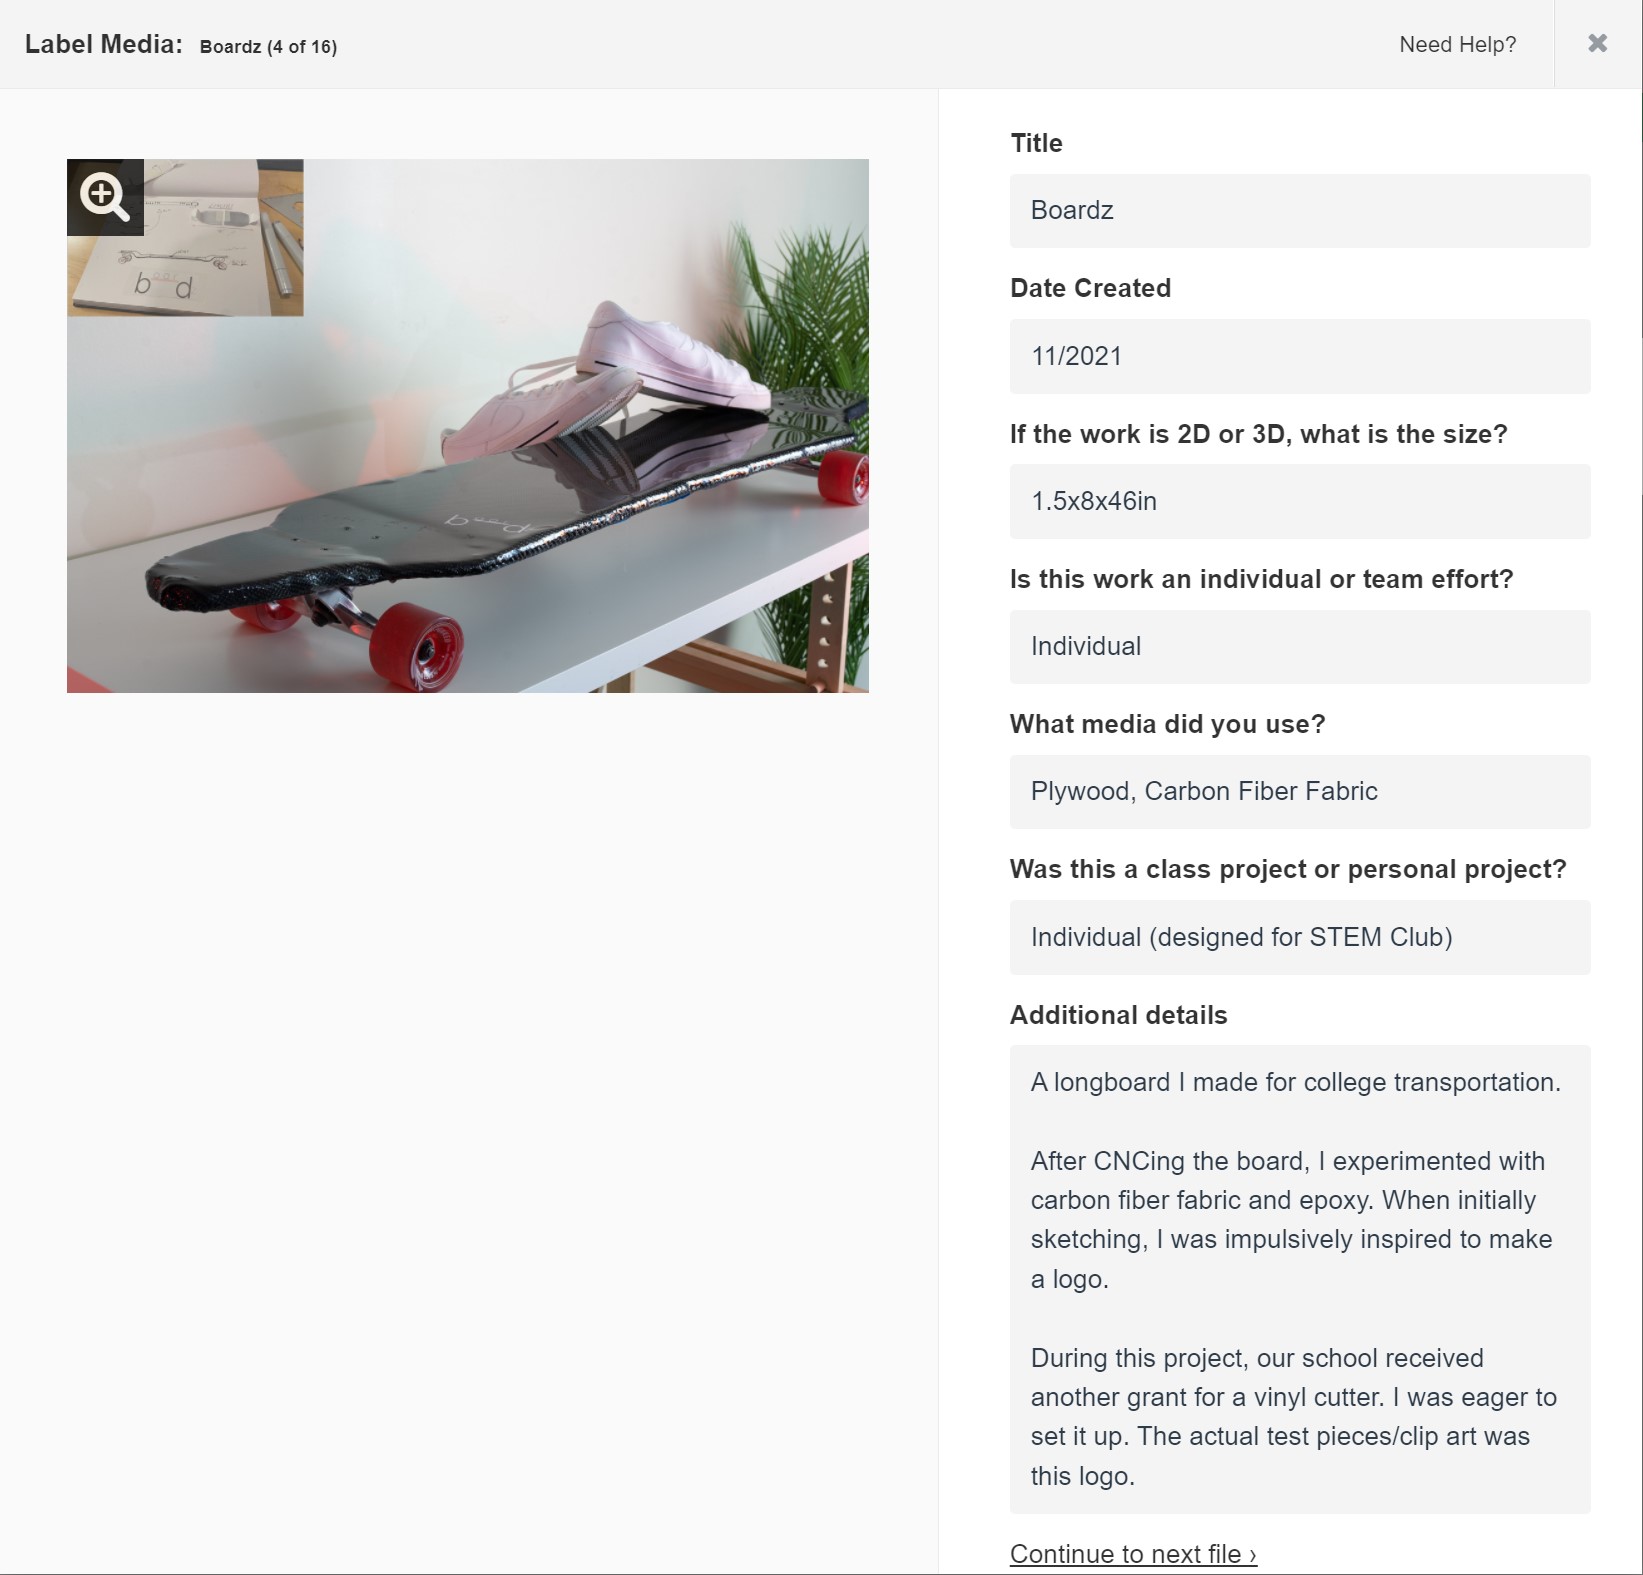 Label Media: Boardz (4 of 16)
Need Help?
b oar d
Title
Boardz
Date Created
11/2021
If the work is 2D or 3D, what is the size?
1.5x8x46in
Is this work an individual or team effort?
Individual
What media did you use?
Plywood, Carbon Fiber Fabric
Was this a class project or personal project?
Individual (designed for STEM Club)
Additional details
A longboard I made for college transportation.
After CNCing the board, I experimented with
carbon fiber fabric and epoxy. When initially
sketching, I was impulsively inspired to make
a logo.
During this project, our school received
another grant for a vinyl cutter. I was eager to
set it up. The actual test pieces/clip art was
this logo.
Continue to next file ›